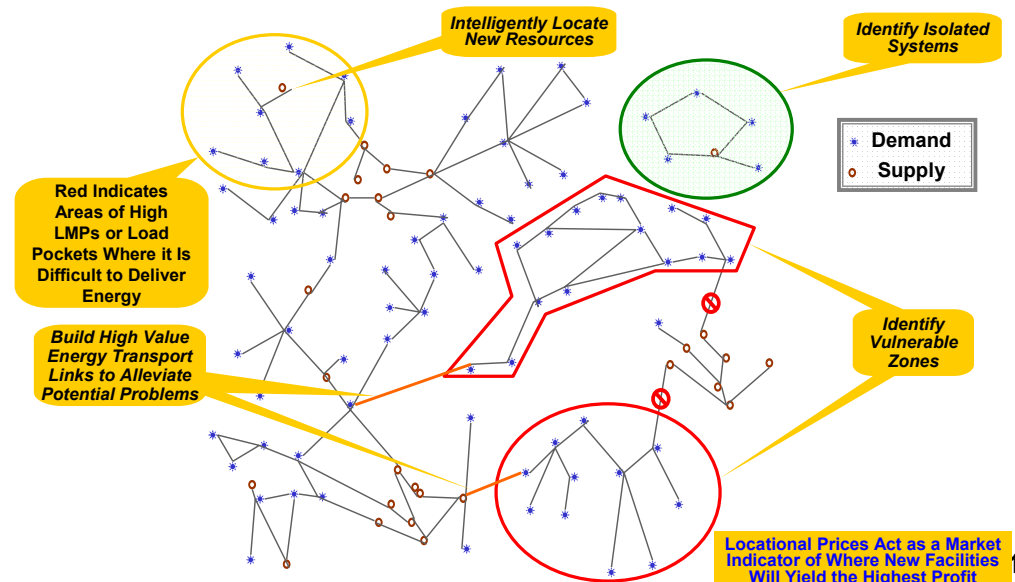 Intelligently Locate
New Resources
Identify Isolated
Systems
Demand
Supply
Red Indicates
Areas of High
LMPs or Load
Pockets Where it Is
Difficult to Deliver
Energy
Build High Value
Energy Transport
Links to Alleviate
Potential Problems
Identify
Vulnerable
Zones
Locational Prices Act as a Market
Indicator of Where New Facilities
Will Yield the Highest Profit